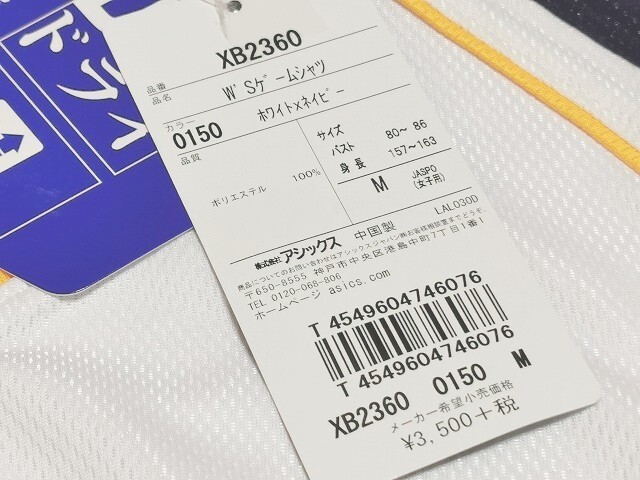 ドライ
品番
XB2360
品名
W'Sゲームシャツ
カラー
0150
ホワイト×ネイビー
品質
ポリエステル 100%
サイズ
バスト 80～ 86
身長 157～163
M
JASPO
(女子用)
LAL030D
株式会社アシックス 中国製
商品についてのお問い合わせはアシックスジャパン㈱お客様相談室までどうぞ。
〒650-8555 神戸市中央区港島中町7丁目1番1
TEL 0120-068-806
ホームページ asics.com
T 4549604746076
T 4549604746076
XB2360 0150 M
メーカー希望小売価格
¥3,500+税